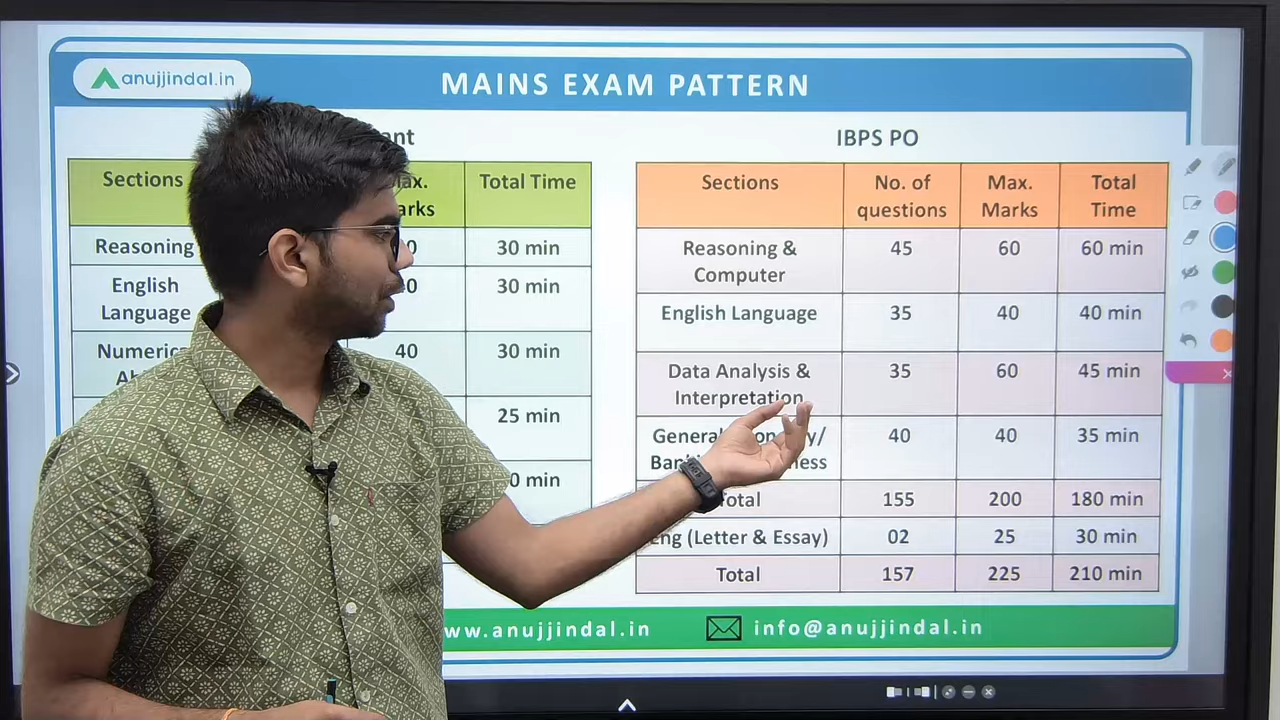 anujjindal.in
MAINS EXAM PATTERN
Sections
Total Time
Reasoning
30 min
English
Language
30 min
40
30 min
25 min
IBPS PO
Sections
No. of
questions
Max.
Marks
Total
Time
Reasoning &
Computer
45
60
60 min
English Language
35
40
40 min
Data Analysis &
Interpretation
35
60
45 min
40
40
35 min
155
200
180 min
(Letter & Essay)
02
25
30 min
Total
157
225
210 min
www.anujjindal.in
info@anujjindal.in